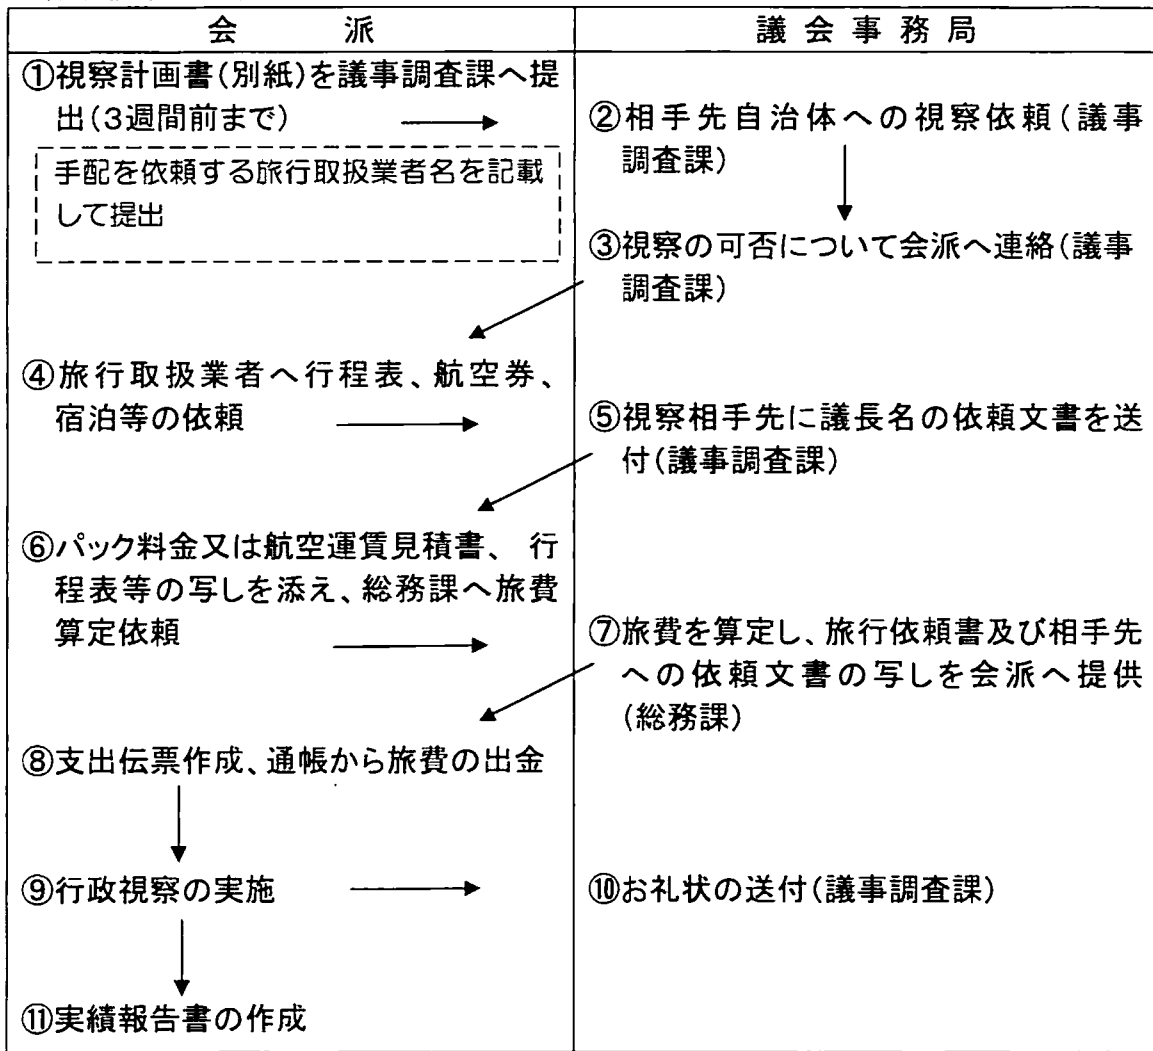 会派
議会事務局
①視察計画書(別紙)を議事調査課へ提
出(3週間前まで)
手配を依頼する旅行取扱業者名を記載
して提出
②相手先自治体への視察依頼(議事
調査課)
③視察の可否について会派へ連絡(議事
調査課)
④旅行取扱業者へ行程表、航空券、
宿泊等の依頼
⑤視察相手先に議長名の依頼文書を送
付(議事調査課)
⑥パック料金又は航空運賃見積書、行
程表等の写しを添え、総務課へ旅費
算定依頼
⑦旅費を算定し、旅行依頼書及び相手先
への依頼文書の写しを会派へ提供
(総務課)
⑧支出伝票作成、通帳から旅費の出金
⑨行政視察の実施
⑩お礼状の送付(議事調査課)
⑪実績報告書の作成